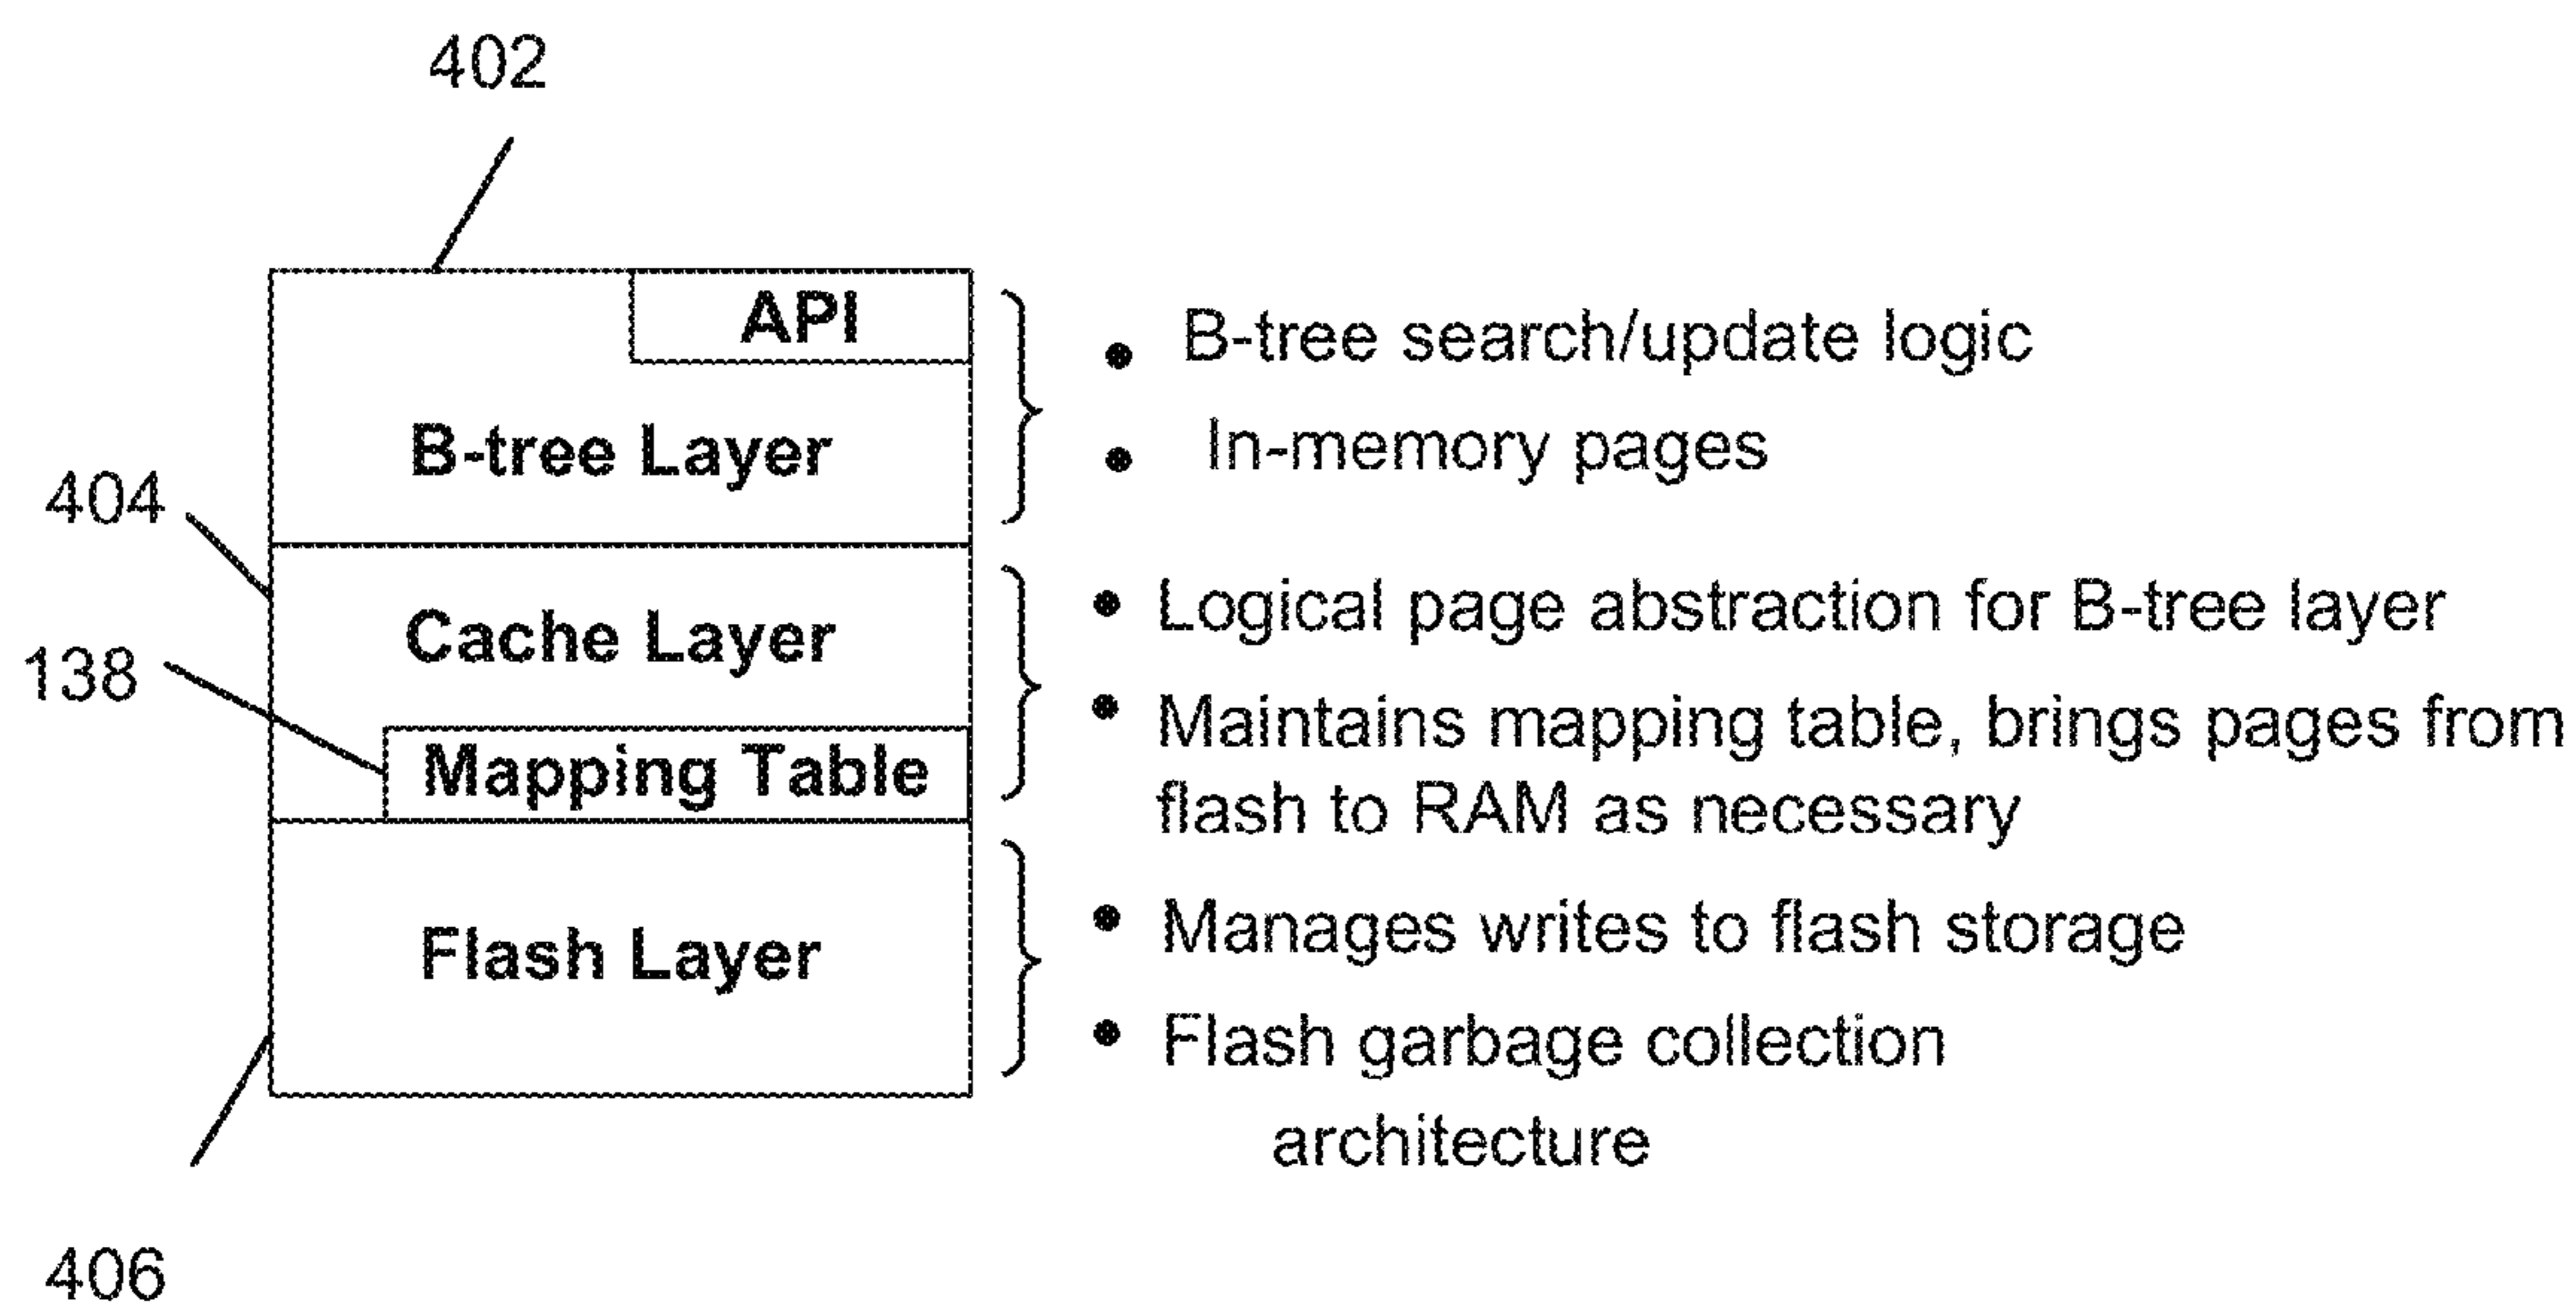 402
API
B-tree Layer
• B-tree search/update logic
• In-memory pages
404
Cache Layer
138
Mapping Table
• Logical page abstraction for B-tree layer
• Maintains mapping table, brings pages from
flash to RAM as necessary
Flash Layer
• Manages writes to flash storage
• Flash garbage collection
architecture
406